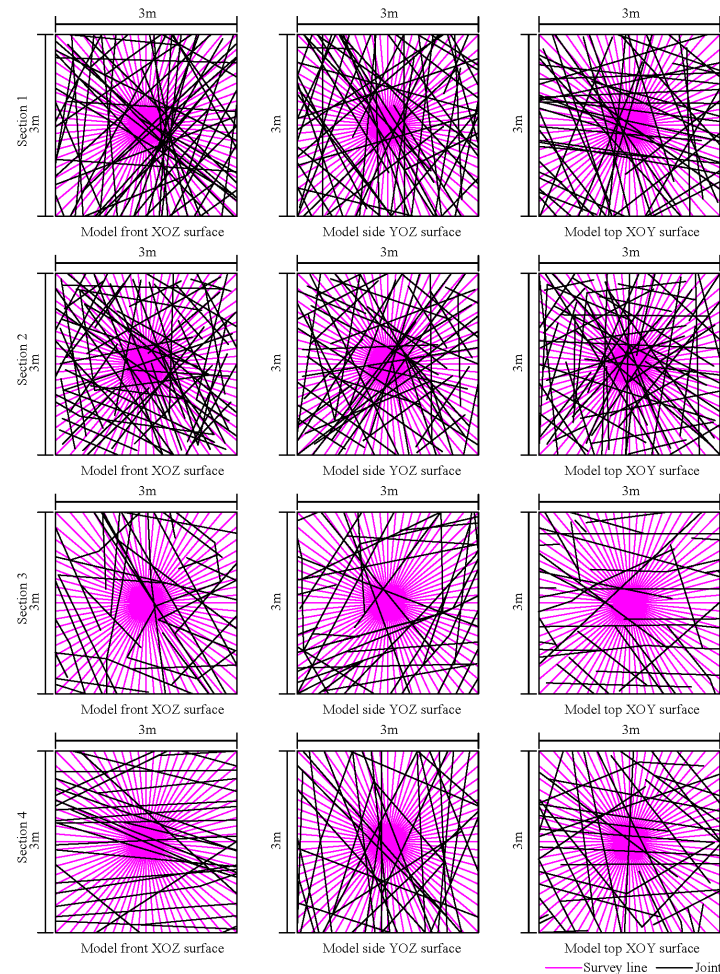 3m 3m 3m
Section 1
3m 3m 3m
Model front XOZ surface Model side YOZ surface Model top XOY surface
3m 3m 3m
Section 2
3m 3m 3m
Model front XOZ surface Model side YOZ surface Model top XOY surface
3m 3m 3m
Section 3
3m 3m 3m
Model front XOZ surface Model side YOZ surface Model top XOY surface
3m 3m 3m
Section 4
3m 3m 3m
Model front XOZ surface Model side YOZ surface Model top XOY surface
Survey line Joint